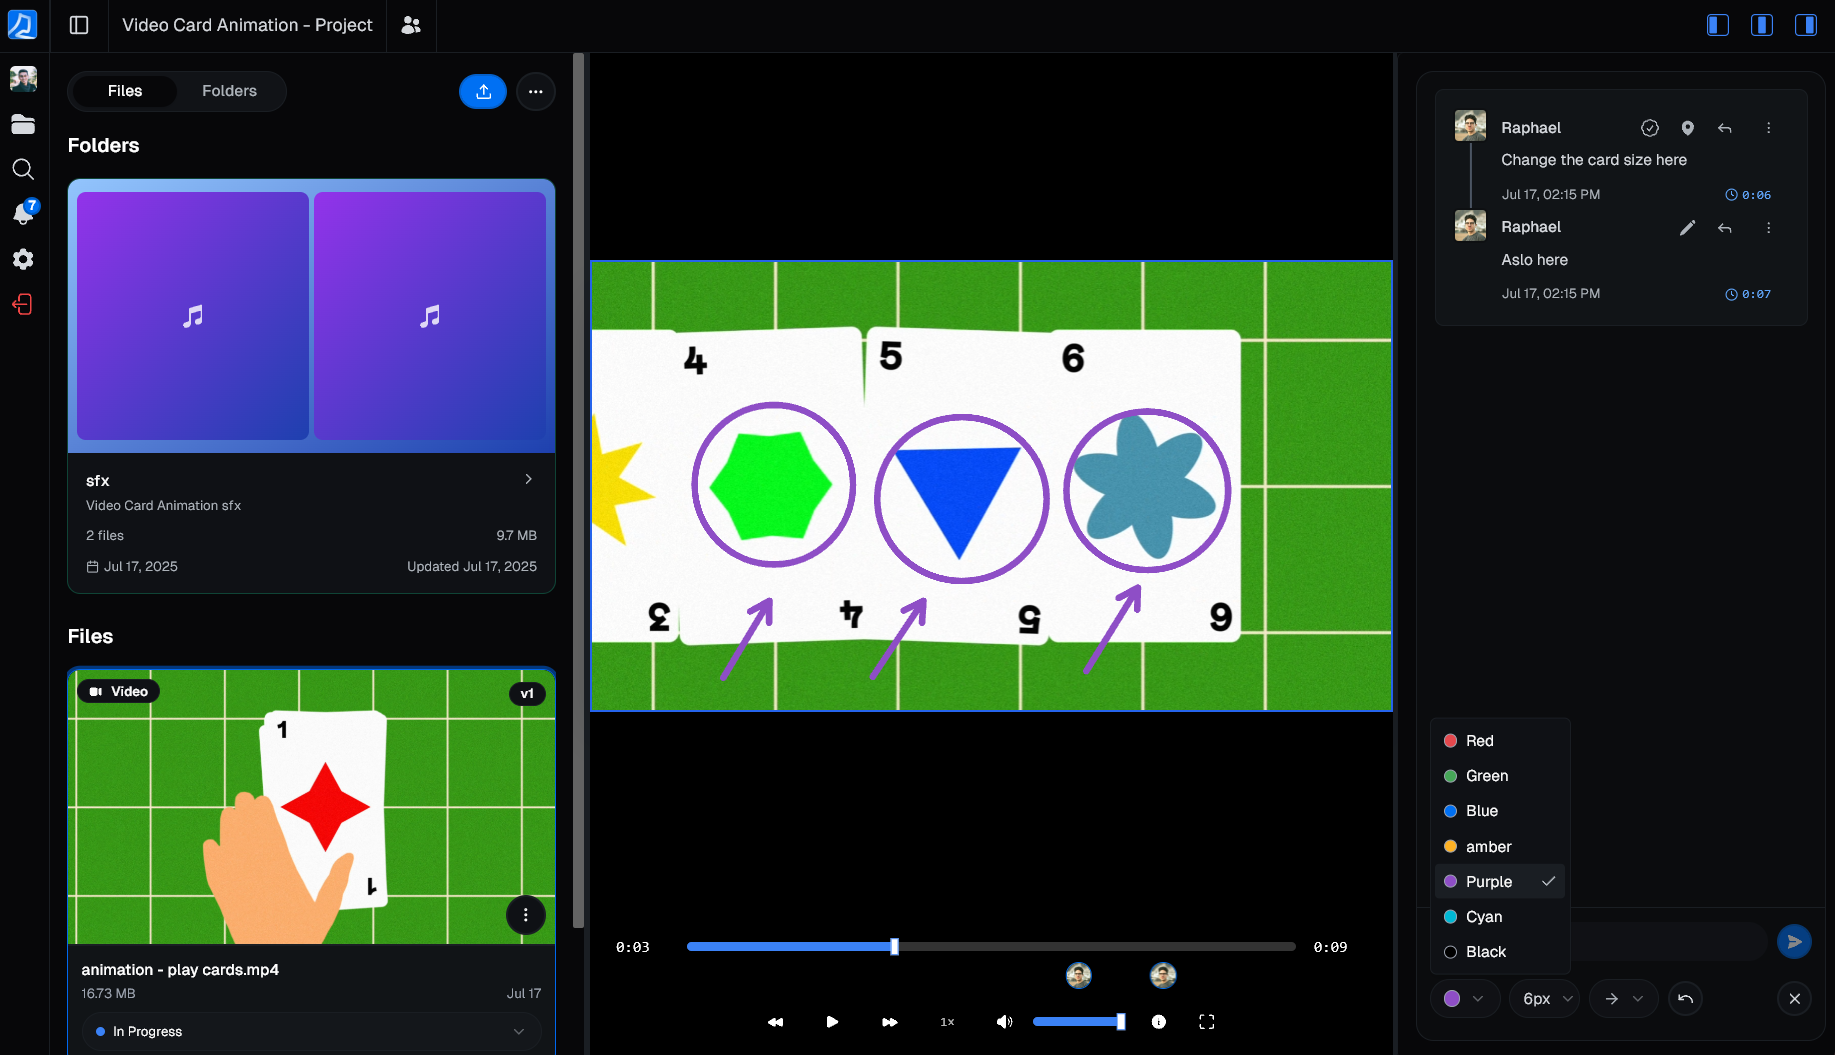 Video Card Animation - Project
7
Files
Folders
Folders
sfx
Video Card Animation sfx
2 files
9.7 MB
Jul 17, 2025
Updated Jul 17, 2025
Files
Video
v1
1
1
animation - play cards.mp4
16.73 MB
Jul 17
In Progress
4
5
6
3
4
5
6
0:03
0:09
1x
Raphael
Change the card size here
Jul 17, 02:15 PM
0:06
Raphael
Aslo here
Jul 17, 02:15 PM
0:07
Red
Green
Blue
amber
Purple
Cyan
Black
6px